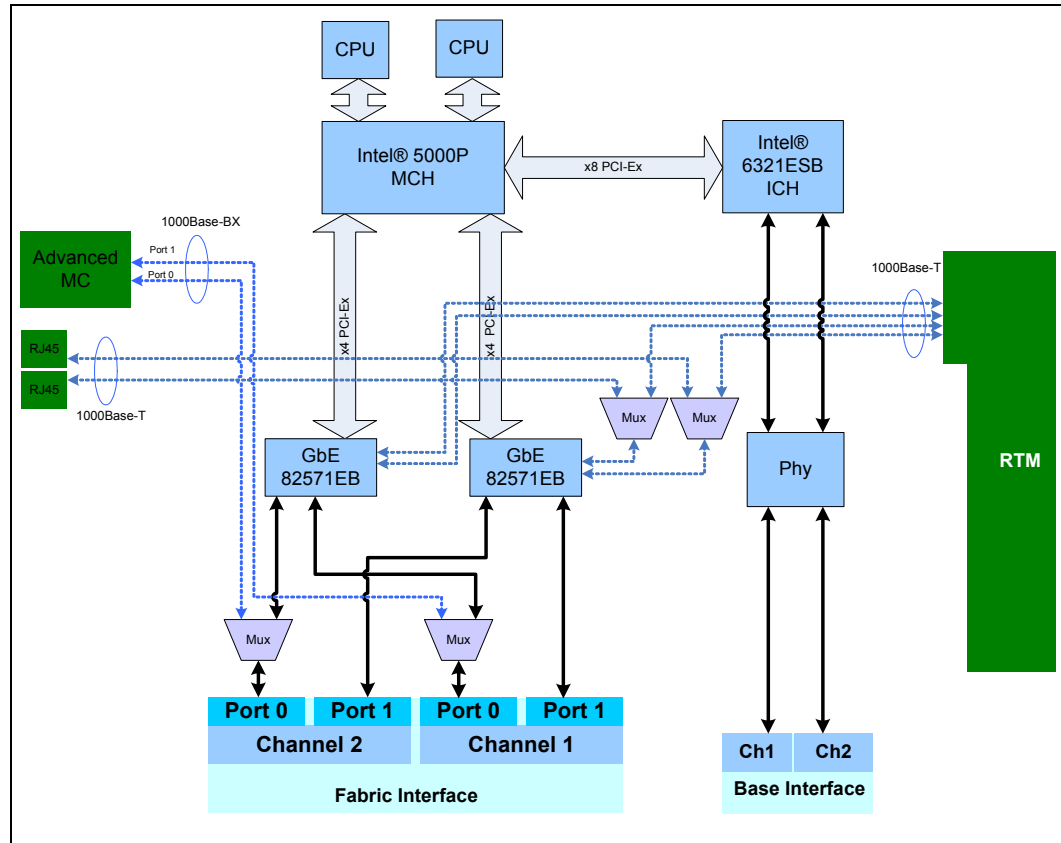 CPU
CPU
Intel® 5000P
MCH
x8 PCI-Ex
Intel®
6321ESB
ICH
1000Base-BX
Advanced
MC
Port 1
Port 0
1000Base-T
x4 PCI-Ex
x4 PCI-Ex
RJ45
RJ45
1000Base-T
Mux
Mux
GbE
82571EB
GbE
82571EB
Phy
RTM
Mux
Mux
Port 0
Port 1
Port 0
Port 1
Channel 2
Channel 1
Fabric Interface
Ch1
Ch2
Base Interface